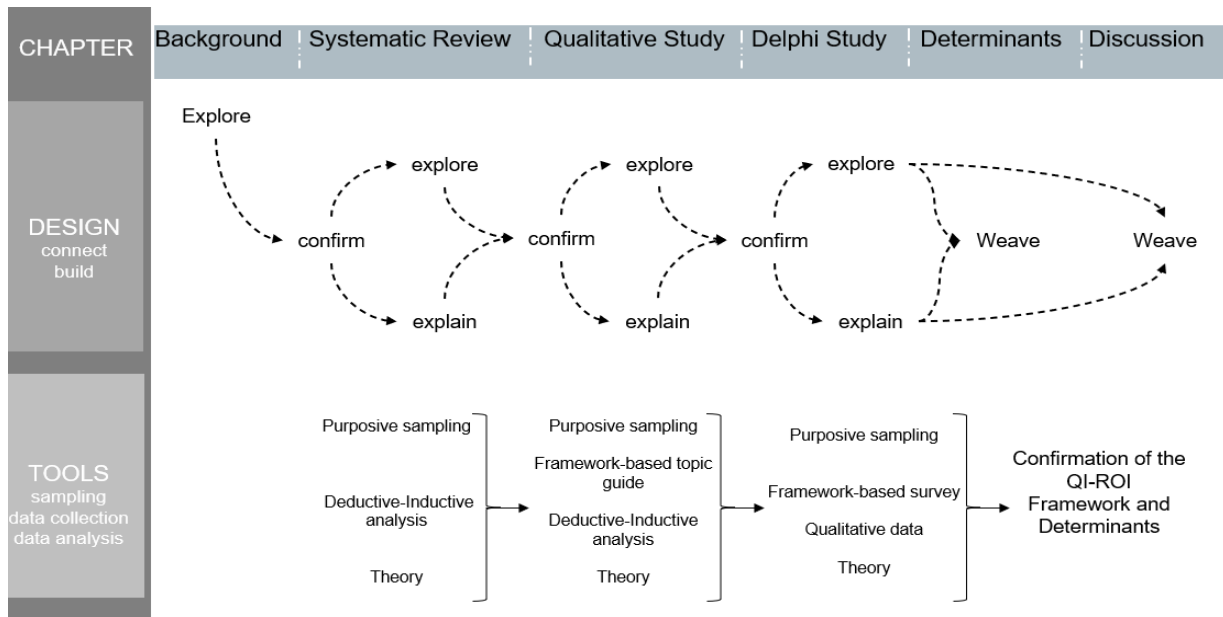 CHAPTER
Background
Systematic Review
Qualitative Study
Delphi Study
Determinants
Discussion
DESIGN
connect
build
Explore
explore
explore
explore
confirm
confirm
confirm
Weave
Weave
explain
explain
explain
TOOLS
sampling
data collection
data analysis
Purposive sampling
Deductive-Inductive
analysis
Theory
Purposive sampling
Framework-based topic
guide
Deductive-Inductive
analysis
Theory
Purposive sampling
Framework-based survey
Qualitative data
Theory
Confirmation of the
QI-ROI
Framework and
Determinants